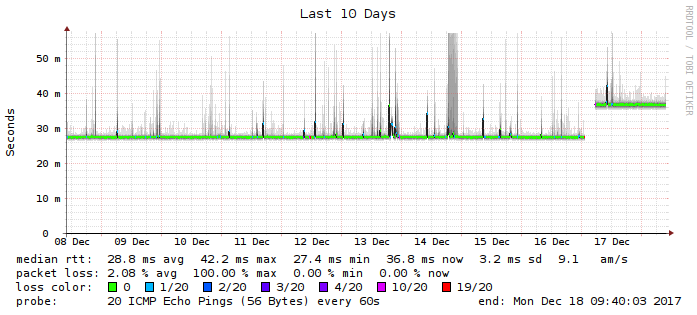 Last 10 Days
RRDTOOL / TOBI OETIKER
Seconds
50 m
40 m
30 m
20 m
10 m
0
08 Dec 09 Dec 10 Dec 11 Dec 12 Dec 13 Dec 14 Dec 15 Dec 16 Dec 17 Dec
median rtt: 28.8 ms avg 42.2 ms max 27.4 ms min 36.8 ms now 3.2 ms sd 9.1 am/s
packet loss: 2.08 % avg 100.00 % max 0.00 % min 0.00 % now
loss color: 0 1/20 2/20 3/20 4/20 10/20 19/20
probe: 20 ICMP Echo Pings (56 Bytes) every 60s end: Mon Dec 18 09:40:03 2017